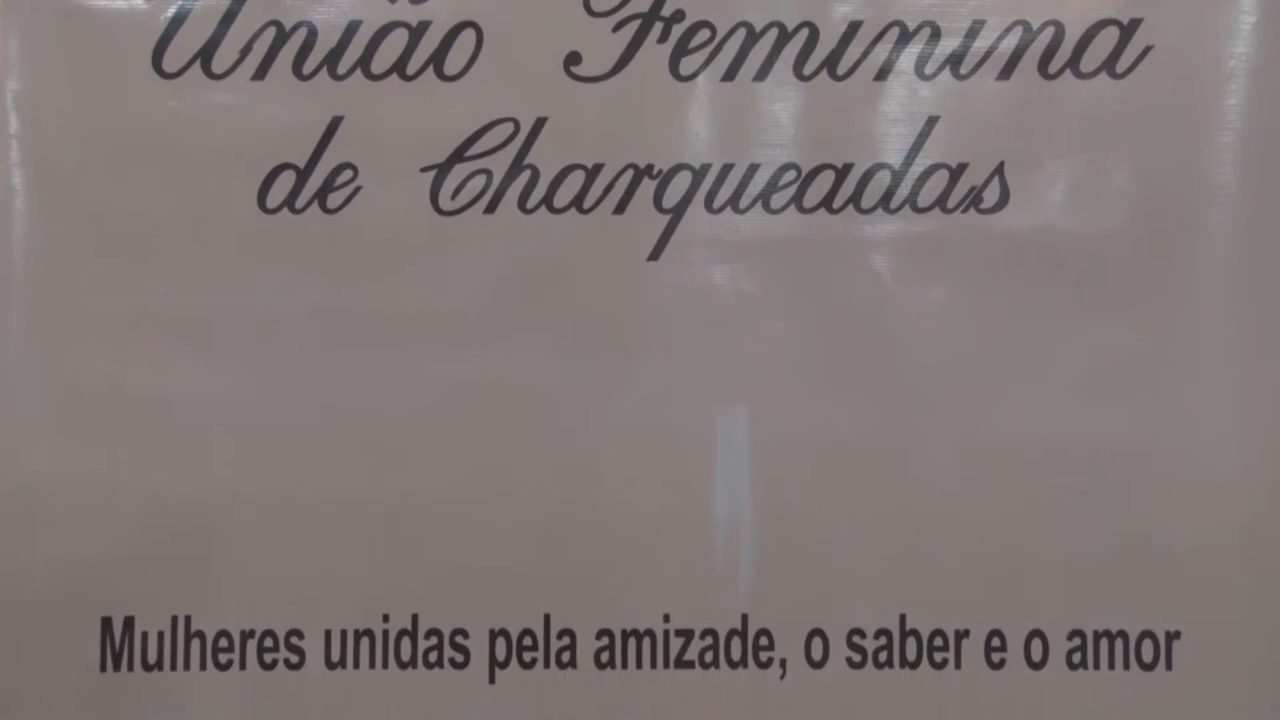 União Feminina
de Charqueadas
Mulheres unidas pela amizade, o saber e o amor